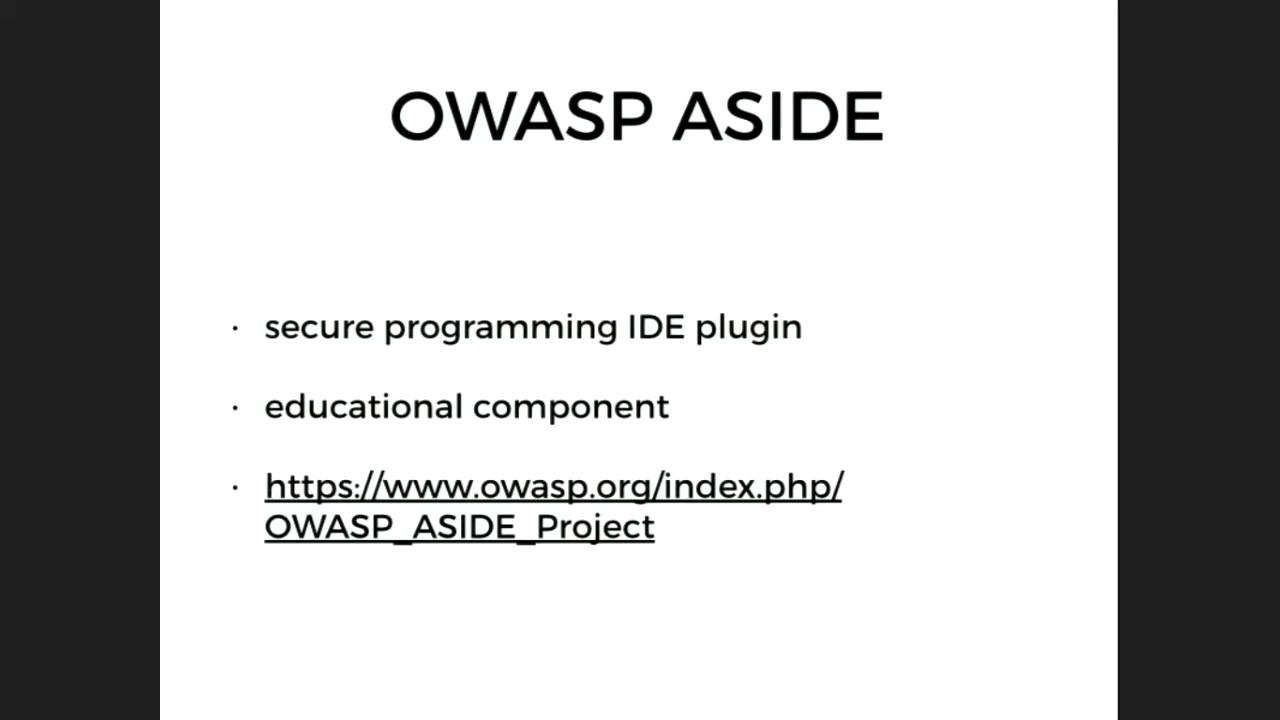 OWASP ASIDE
· secure programming IDE plugin
· educational component
· https://www.owasp.org/index.php/
OWASP_ASIDE_Project